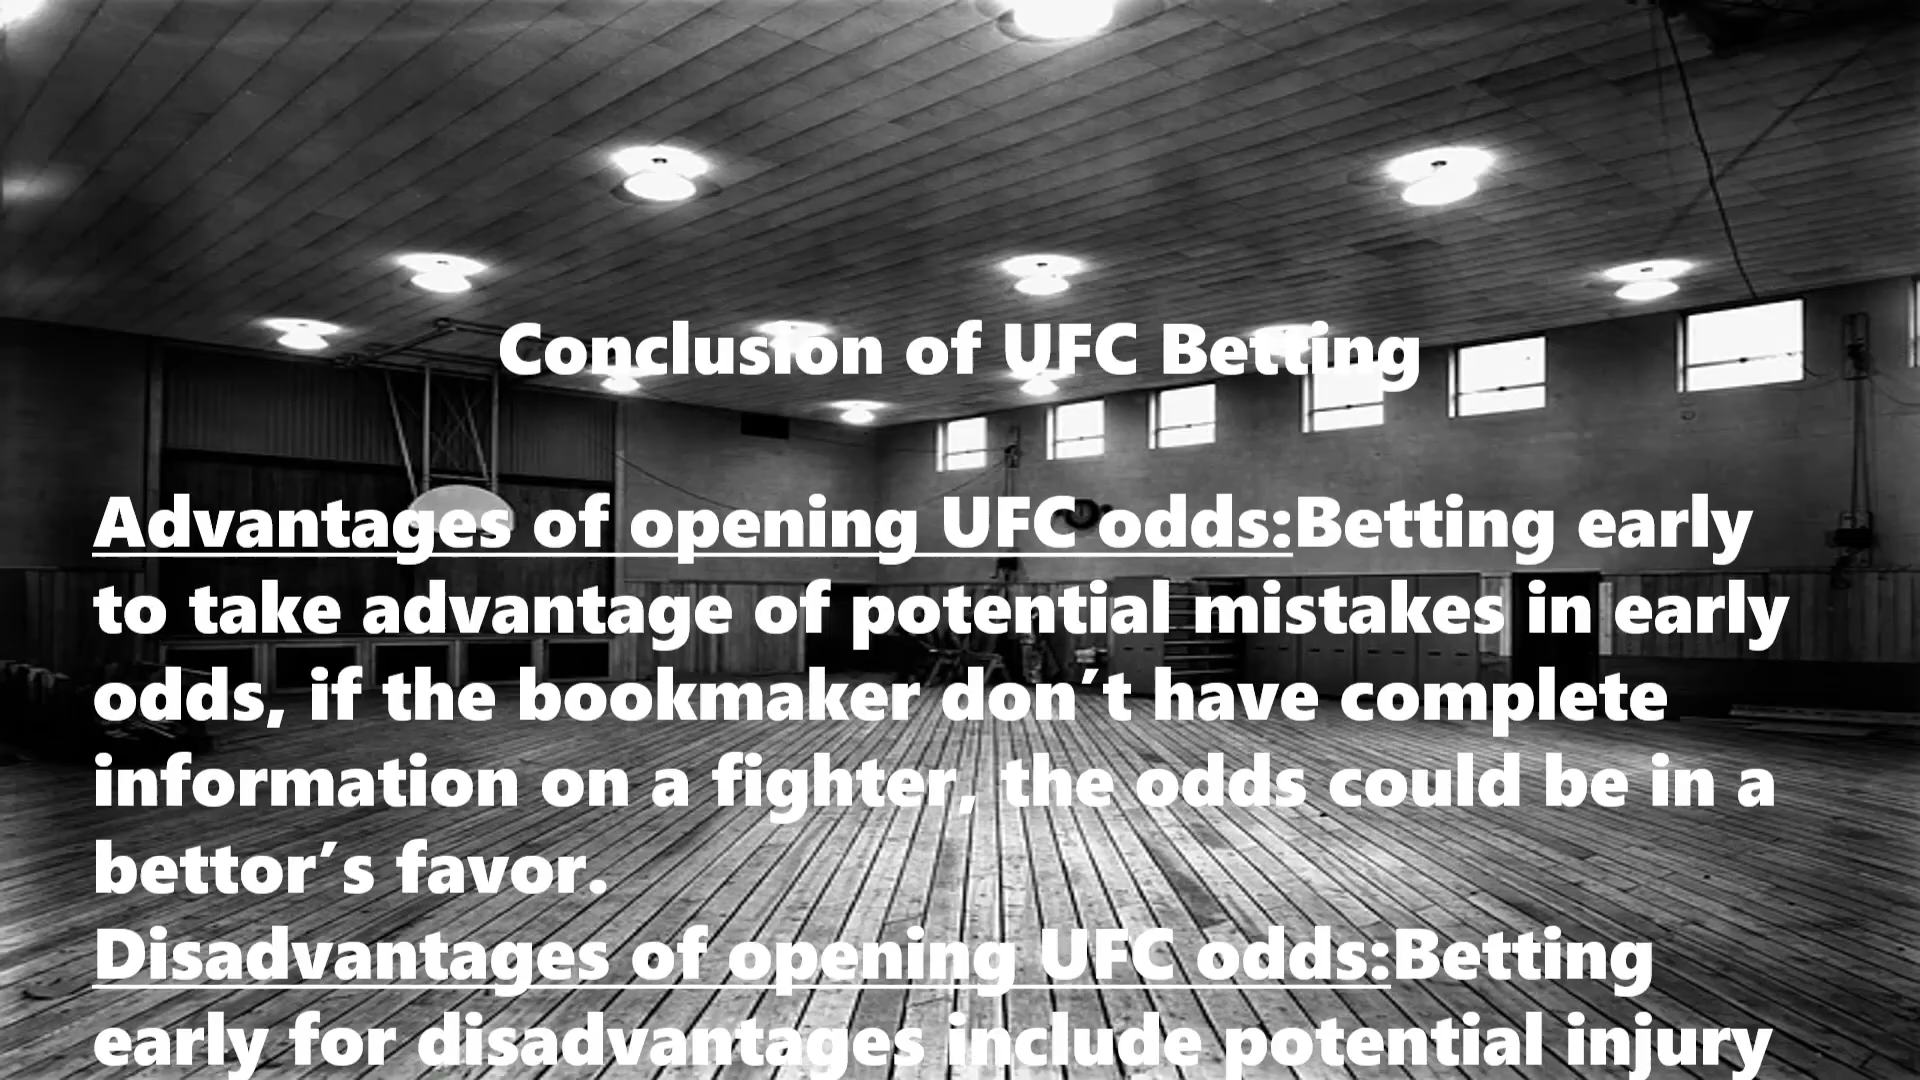 Conclusion of UFC Betting
Advantages of opening UFC odds:Betting early
to take advantage of potential mistakes in early
odds, if the bookmaker don´t have complete
information on a fighter, the odds could be in a
bettor´s favor.
Disadvantages of opening UFC odds:Betting
early for disadvantages include potential injury